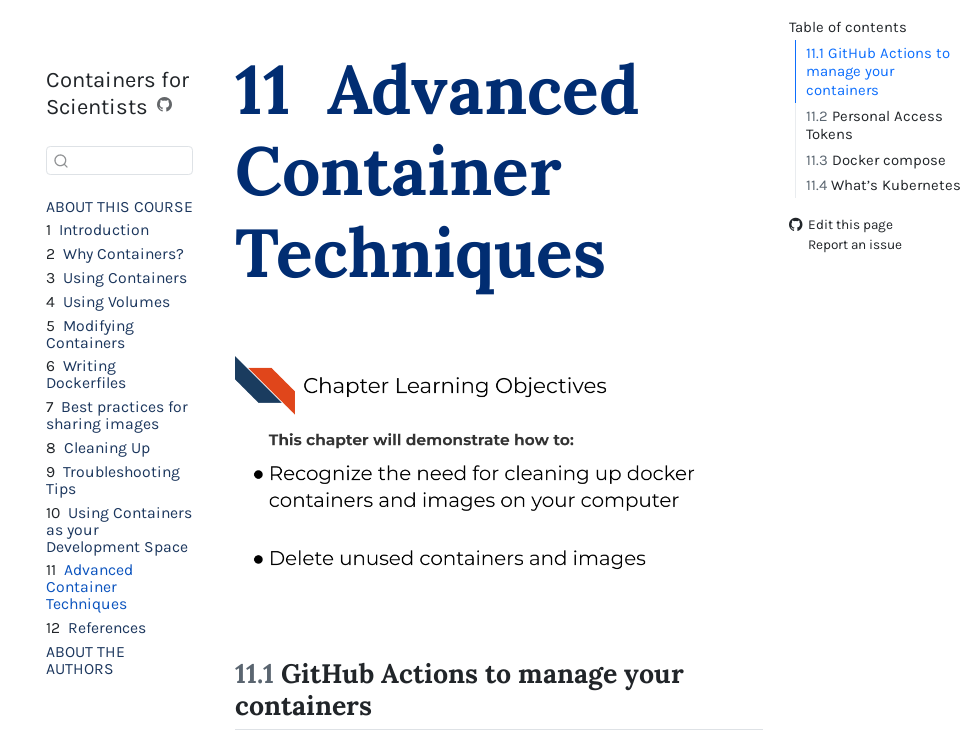 Containers for
Scientists
ABOUT THIS COURSE
1 Introduction
2 Why Containers?
3 Using Containers
4 Using Volumes
5 Modifying
Containers
6 Writing
Dockerfiles
7 Best practices for
sharing images
8 Cleaning Up
9 Troubleshooting
Tips
10 Using Containers
as your
Development Space
11 Advanced
Container
Techniques
12 References
ABOUT THE
AUTHORS
11 Advanced
Container
Techniques
Chapter Learning Objectives
This chapter will demonstrate how to:
● Recognize the need for cleaning up docker
containers and images on your computer
● Delete unused containers and images
11.1 GitHub Actions to manage your
containers
Table of contents
11.1 GitHub Actions to
manage your
containers
11.2 Personal Access
Tokens
11.3 Docker compose
11.4 What’s Kubernetes
Edit this page
Report an issue